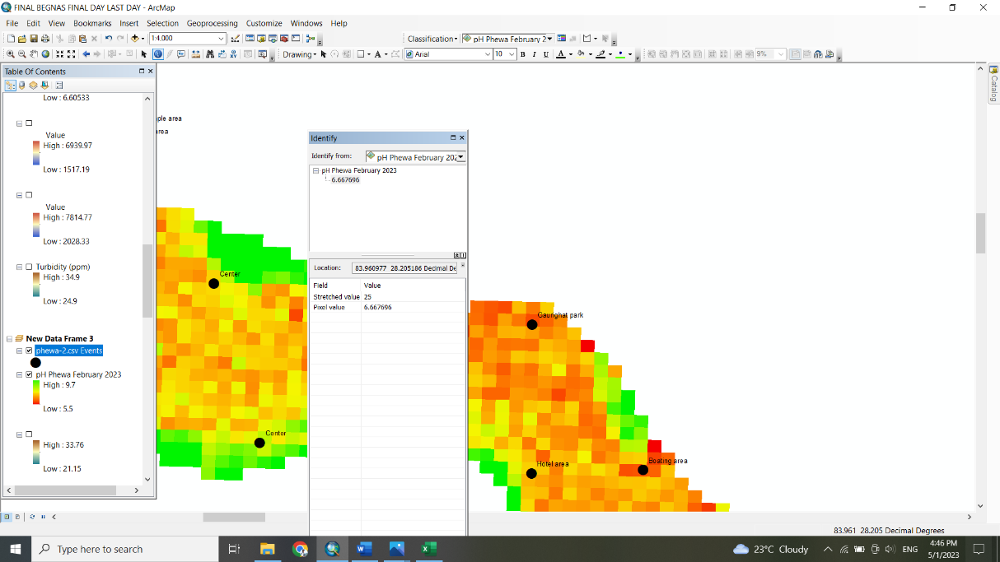 FINAL BEGNAS FINAL DAY LAST DAY - ArcMap
File Edit View Bookmarks Insert Selection Geoprocessing Customize Windows Help
1:4,000
Classification
pH Phewa February 2
Drawing
Arial
10
B I U A
9%
Table Of Contents
Low : 6.60533
Value
High : 6939.97
Low : 1517.19
Value
High : 7814.77
Low : 2028.33
Turbidity (ppm)
High : 34.9
Low : 24.9
New Data Frame 3
phewa-2.csv Events
pH Phewa February 2023
High : 9.7
Low : 5.5
High : 33.76
Low : 21.15
ple area
area
Center
Center
Identify
Identify from:
pH Phewa February 202
pH Phewa February 2023
6.667696
Location:
83.960977 28.205186 Decimal De
Field Value
Stretched value 25
Pixel value 6.667696
Gaurighat park
Hotel area
Boating area
Catalog
83.961 28.205 Decimal Degrees
Type here to search
23°C Cloudy
ENG
4:46 PM
5/1/2023